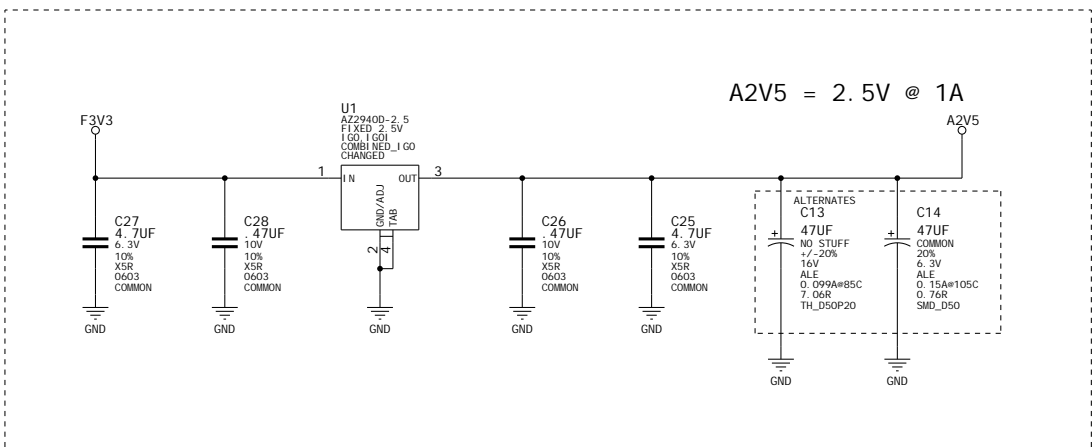 A2V5 = 2.5V @ 1A
F3V3
U1
AZ2940D-2.5
FIXED 2.5V
IGO,IGOI
COMBINED_IGO
CHANGED
A2V5
1
IN
OUT
3
GND/ADJ
TAB
2
4
GND
C27
4.7UF
6.3V
10%
X5R
0603
COMMON
GND
C28
.47UF
10V
10%
X5R
0603
COMMON
GND
C26
.47UF
10V
10%
X5R
0603
COMMON
GND
C25
4.7UF
6.3V
10%
X5R
0603
COMMON
GND
ALTERNATES
C13
+
47UF
NO STUFF
+/-20%
16V
ALE
0.099A@85C
7.06R
TH_D50P20
GND
C14
+
47UF
COMMON
20%
6.3V
ALE
0.15A@105C
0.76R
SMD_D50
GND